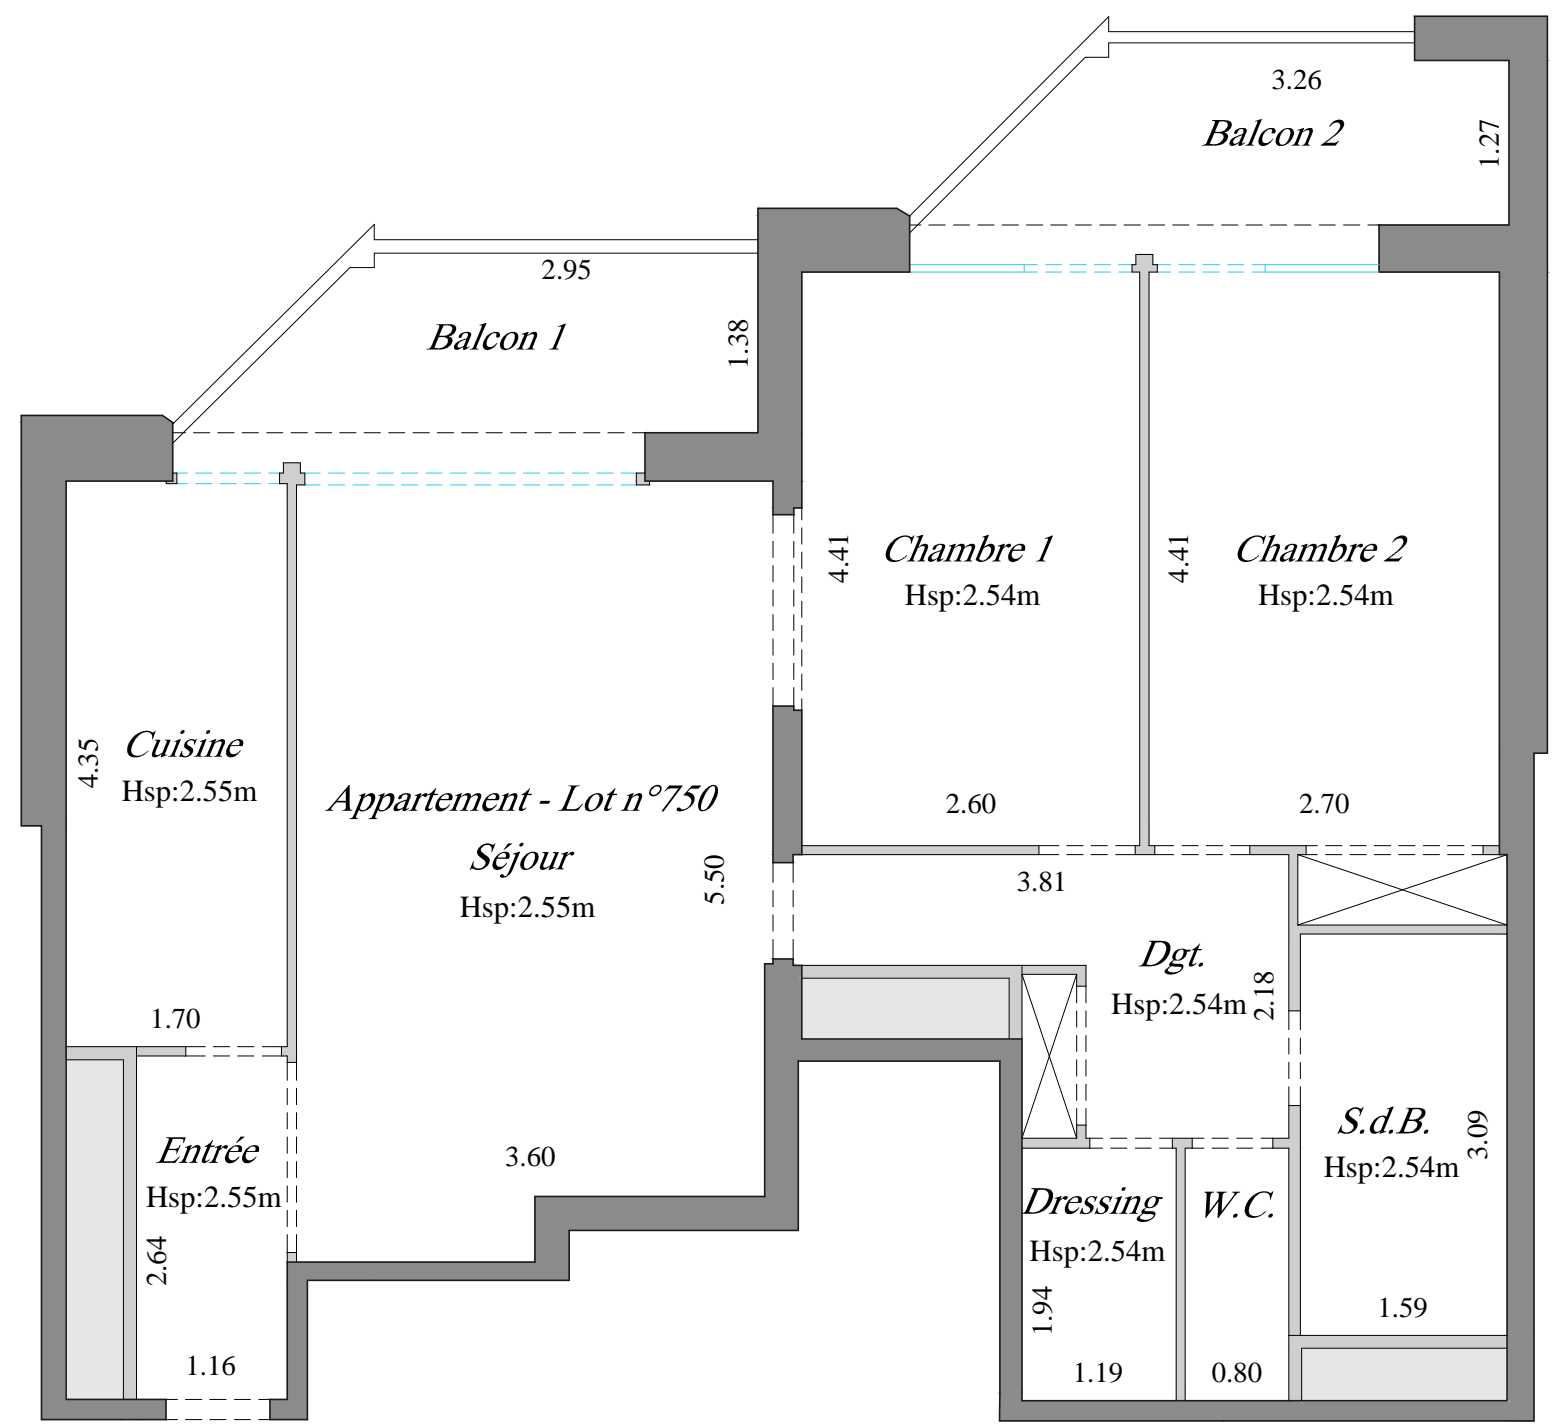 3.26
Balcon 2
1.27
2.95
Balcon 1
1.38
Chambre 1
Hsp:2.54m
4.41
Chambre 2
Hsp:2.54m
4.41
Cuisine
Hsp:2.55m
4.35
Appartement - Lot n°750
Séjour
Hsp:2.55m
5.50
2.60
2.70
3.81
Dgt.
Hsp:2.54m
2.18
1.70
Entrée
Hsp:2.55m
2.64
1.16
3.60
S.d.B.
Hsp:2.54m
3.09
1.59
Dressing
Hsp:2.54m
1.94
1.19
W.C.
0.80